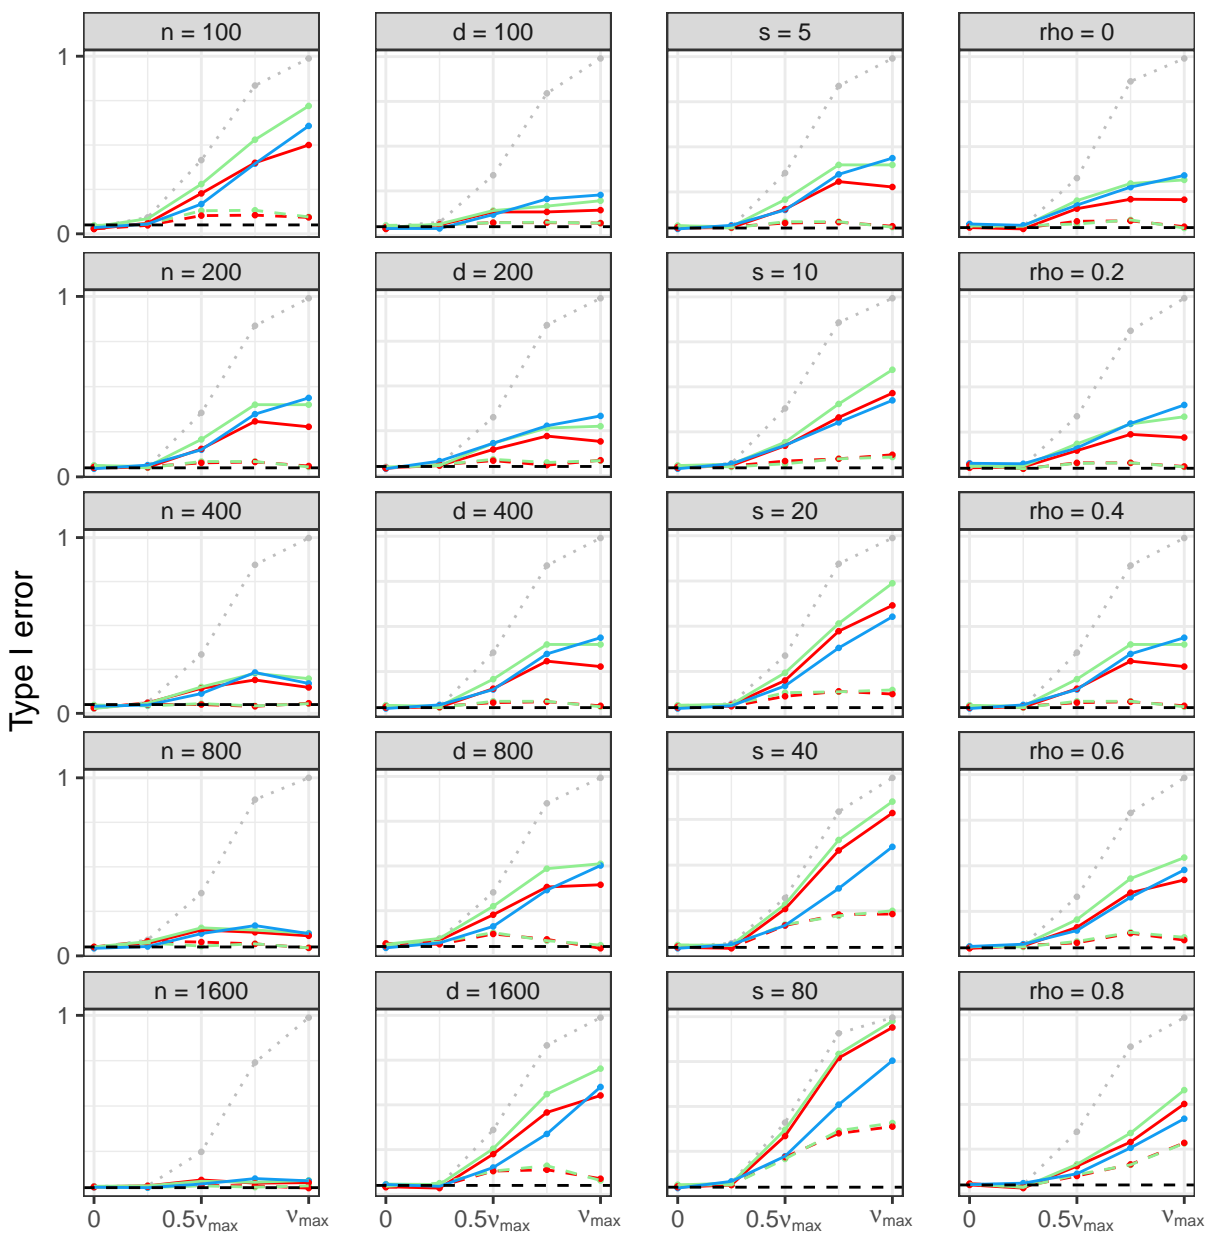 n = 100
d = 100
s = 5
rho = 0
1
0
n = 200
d = 200
s = 10
rho = 0.2
1
0
n = 400
d = 400
s = 20
rho = 0.4
1
0
n = 800
d = 800
s = 40
rho = 0.6
1
0
n = 1600
d = 1600
s = 80
rho = 0.8
1
Type I error
0 0.5νmax νmax
0 0.5νmax νmax
0 0.5νmax νmax
0 0.5νmax νmax